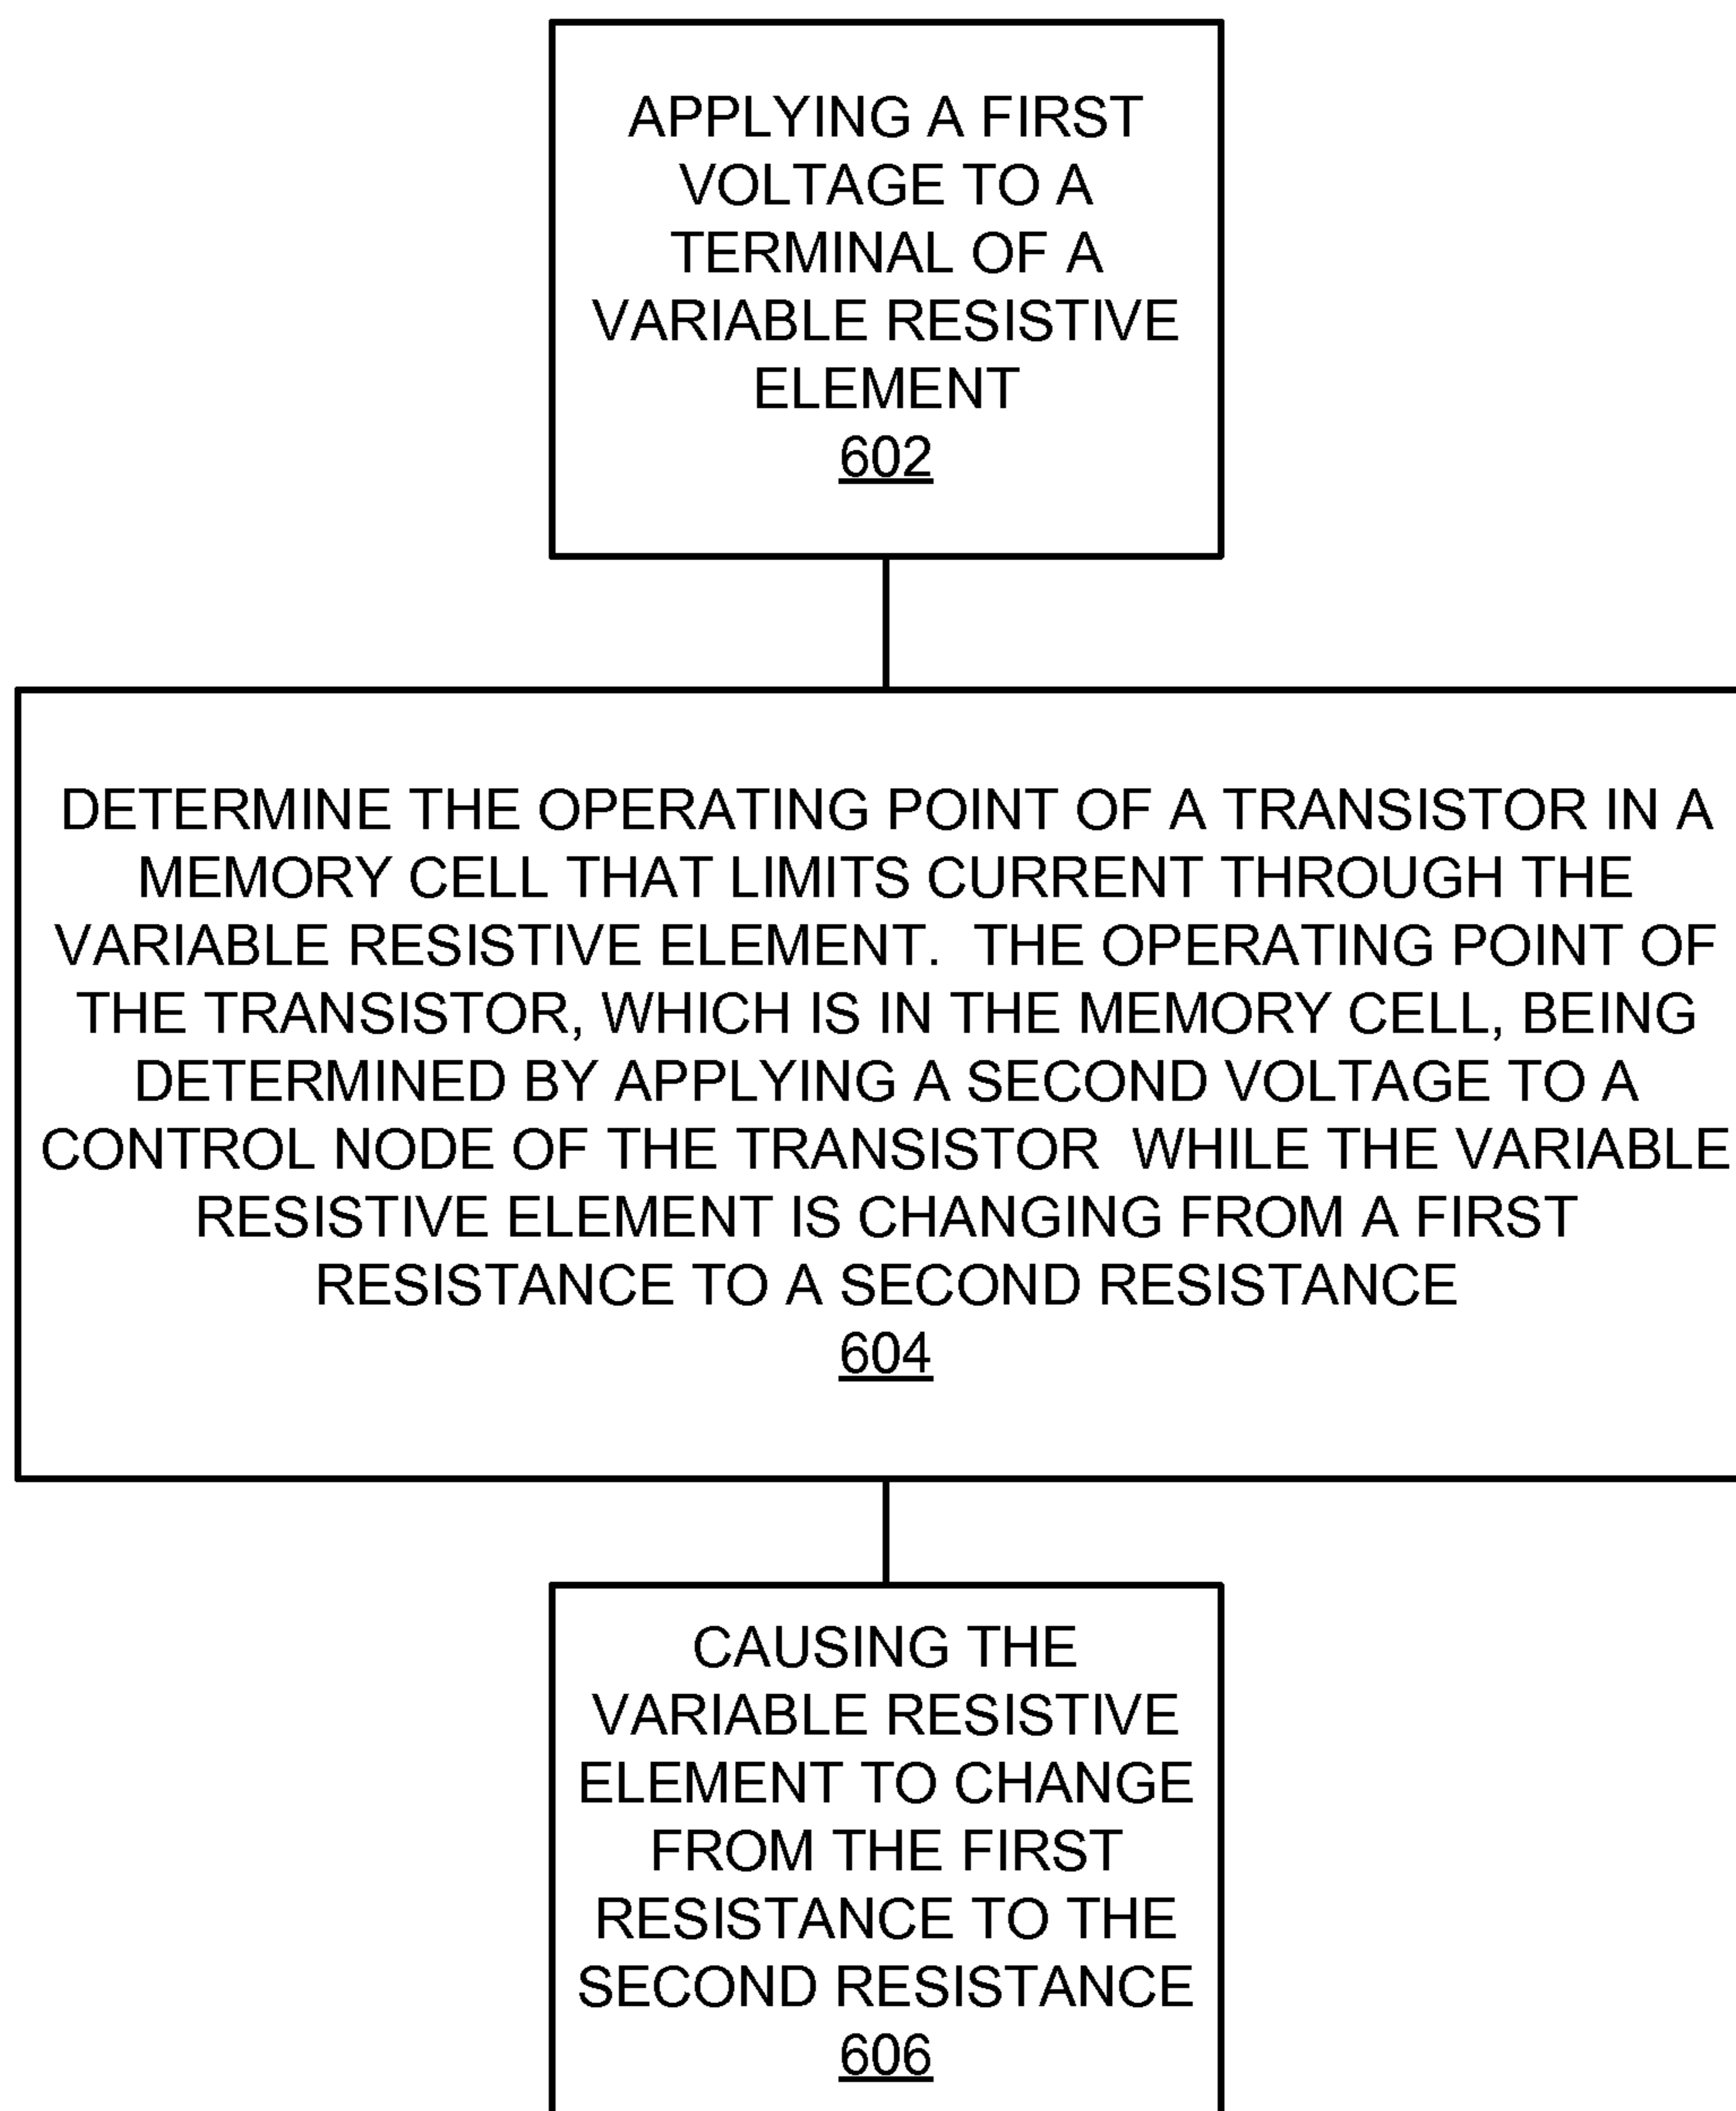 APPLYING A FIRST
VOLTAGE TO A
TERMINAL OF A
VARIABLE RESISTIVE
ELEMENT
602
DETERMINE THE OPERATING POINT OF A TRANSISTOR IN A
MEMORY CELL THAT LIMITS CURRENT THROUGH THE
VARIABLE RESISTIVE ELEMENT. THE OPERATING POINT OF
THE TRANSISTOR, WHICH IS IN THE MEMORY CELL, BEING
DETERMINED BY APPLYING A SECOND VOLTAGE TO A
CONTROL NODE OF THE TRANSISTOR WHILE THE VARIABLE
RESISTIVE ELEMENT IS CHANGING FROM A FIRST
RESISTANCE TO A SECOND RESISTANCE
604
CAUSING THE
VARIABLE RESISTIVE
ELEMENT TO CHANGE
FROM THE FIRST
RESISTANCE TO THE
SECOND RESISTANCE
606